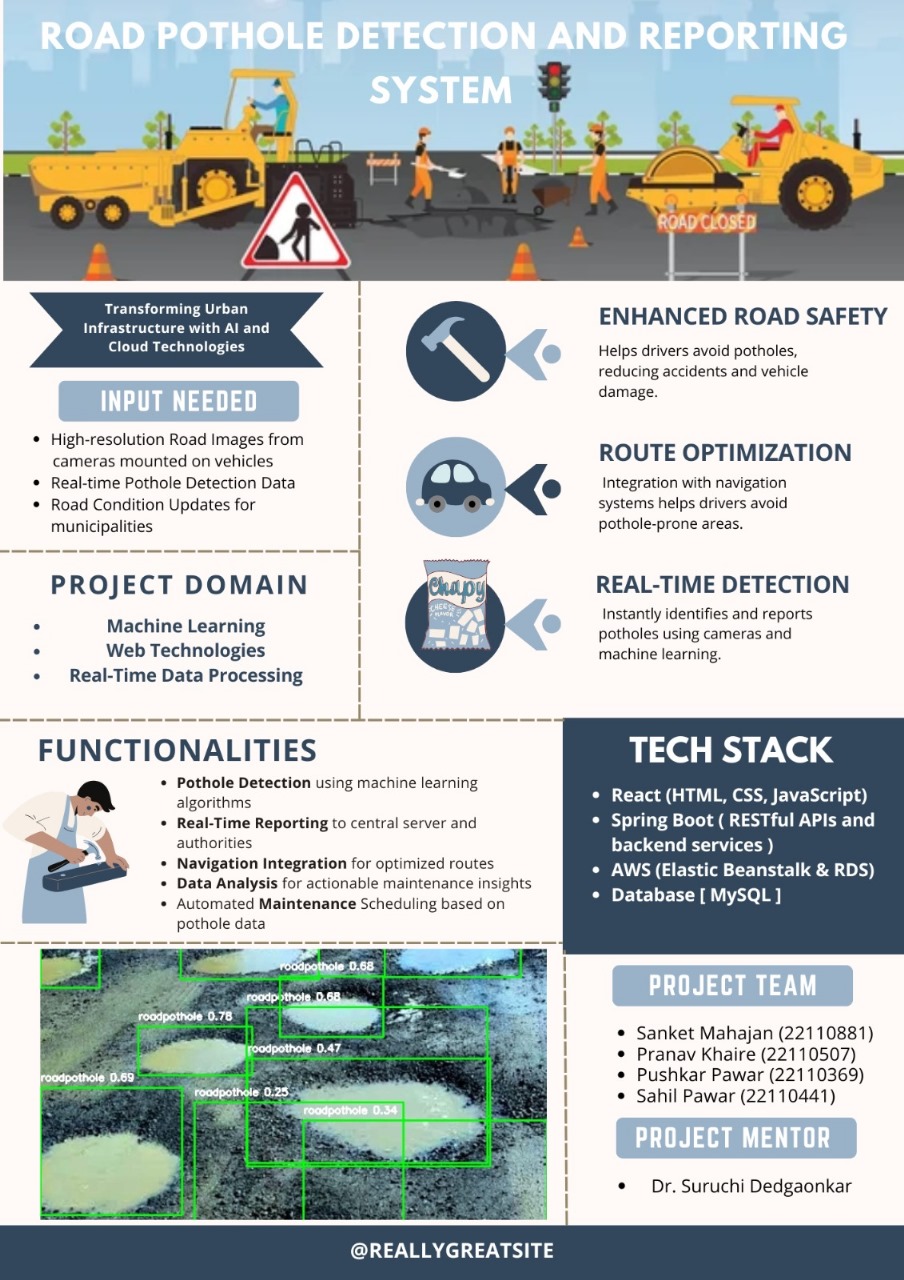 ROAD POTHOLE DETECTION AND REPORTING
SYSTEM
ROAD CLOSED
Transforming Urban
Infrastructure with AI and
Cloud Technologies
INPUT NEEDED
• High-resolution Road Images from
cameras mounted on vehicles
• Real-time Pothole Detection Data
• Road Condition Updates for
municipalities
PROJECT DOMAIN
• Machine Learning
• Web Technologies
• Real-Time Data Processing
ENHANCED ROAD SAFETY
Helps drivers avoid potholes,
reducing accidents and vehicle
damage.
ROUTE OPTIMIZATION
Integration with navigation
systems helps drivers avoid
pothole-prone areas.
Chapy
CHEESE
FLAVOR
REAL-TIME DETECTION
Instantly identifies and reports
potholes using cameras and
machine learning.
FUNCTIONALITIES
• Pothole Detection using machine learning
algorithms
• Real-Time Reporting to central server and
authorities
• Navigation Integration for optimized routes
• Data Analysis for actionable maintenance insights
• Automated Maintenance Scheduling based on
pothole data
TECH STACK
• React (HTML, CSS, JavaScript)
• Spring Boot ( RESTful APIs and
backend services )
• AWS (Elastic Beanstalk & RDS)
• Database [ MySQL ]
roadpothole 0.68
roadpothole 0.68
roadpothole 0.78
roadpothole 0.47
roadpothole 0.69
roadpothole 0.25
roadpothole 0.34
PROJECT TEAM
• Sanket Mahajan (22110881)
• Pranav Khaire (22110507)
• Pushkar Pawar (22110369)
• Sahil Pawar (22110441)
PROJECT MENTOR
• Dr. Suruchi Dedgaonkar
@REALLYGREATSITE